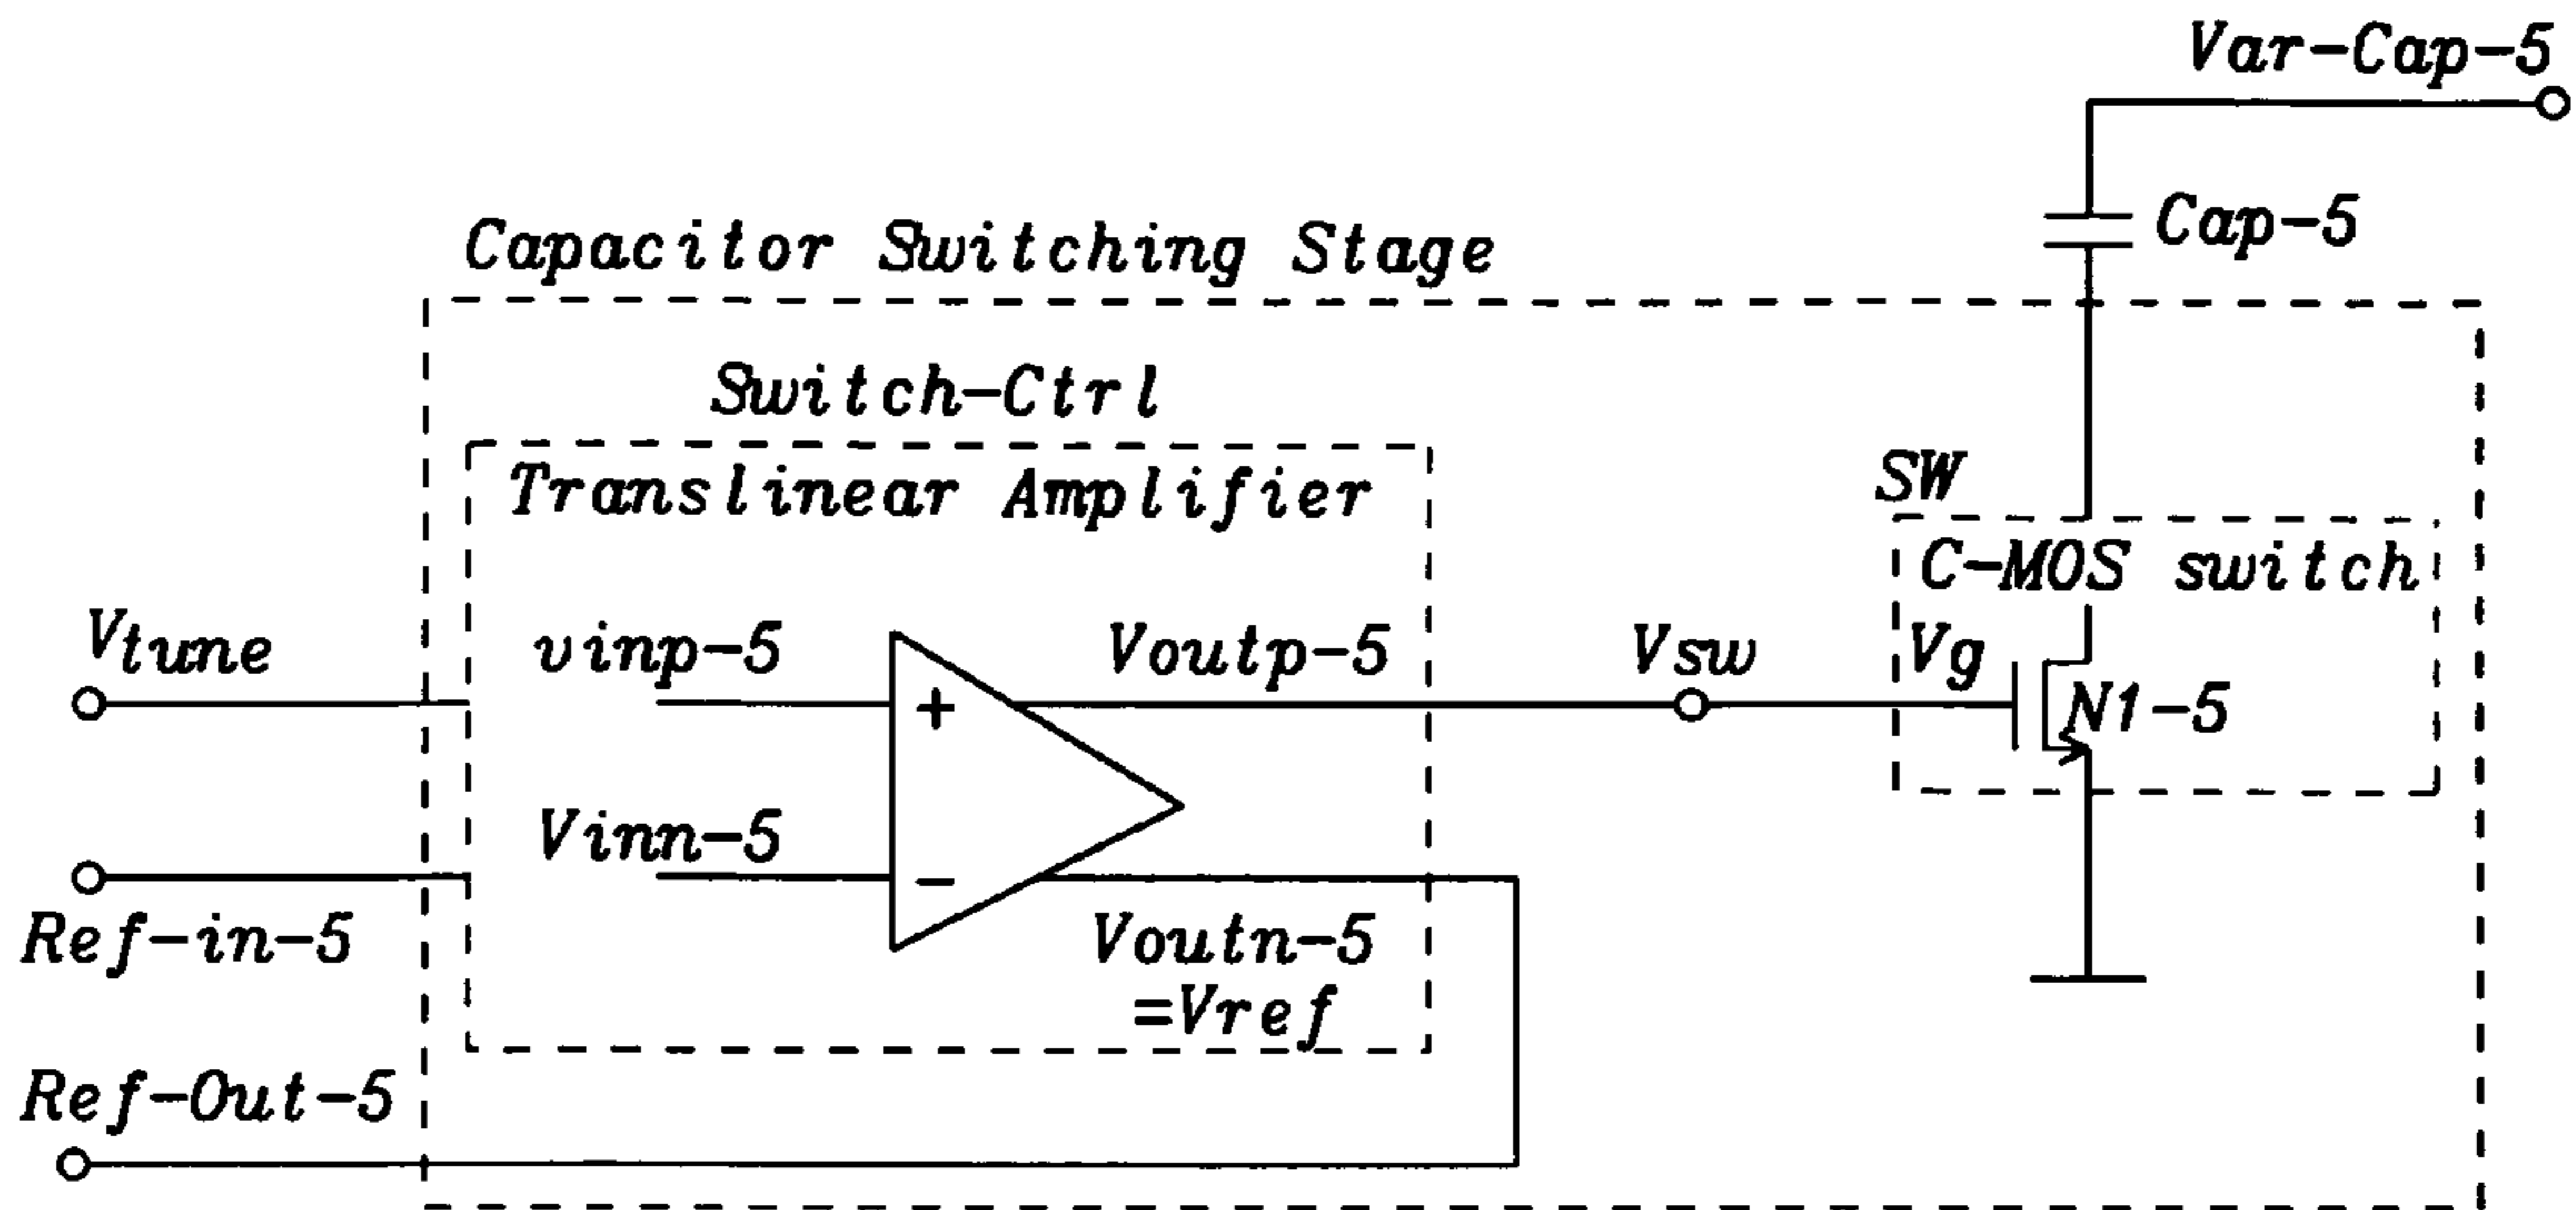 Var-Cap-5
Cap-5
Capacitor Switching Stage
Switch-Ctrl
Translinear Amplifier
SW
C-MOS switch
Vtune
vinp-5
Voutp-5
Vsw
Vg
N1-5
+
Vinn-5
-
Ref-in-5
Voutn-5
=Vref
Ref-Out-5